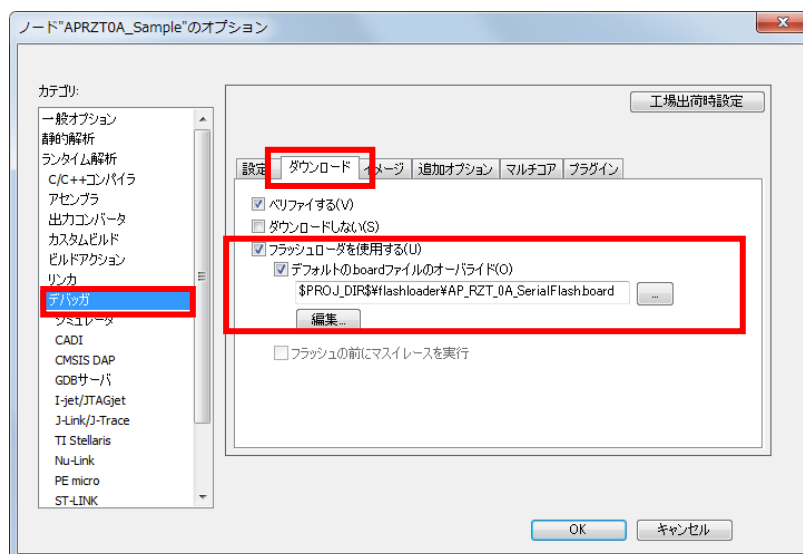 ノード"APRZT0A_Sample"のオプション
カテゴリ:
一般オプション
静的解析
ランタイム解析
C/C++コンパイラ
アセンブラ
出力コンバータ
カスタムビルド
ビルドアクション
リンカ
デバッガ
シミュレータ
CADI
CMSIS DAP
GDBサーバ
I-jet/JTAGjet
J-Link/J-Trace
TI Stellaris
Nu-Link
PE micro
ST-LINK
工場出荷時設定
設定 ダウンロード イメージ 追加オプション マルチコア プラグイン
ベリファイする(V)
ダウンロードしない(S)
フラッシュローダを使用する(U)
デフォルトの.boardファイルのオーバライド(O)
$PROJ_DIR$¥flashloader¥AP_RZT_0A_SerialFlash.board ...
編集...
フラッシュの前にマスイレースを実行
OK キャンセル